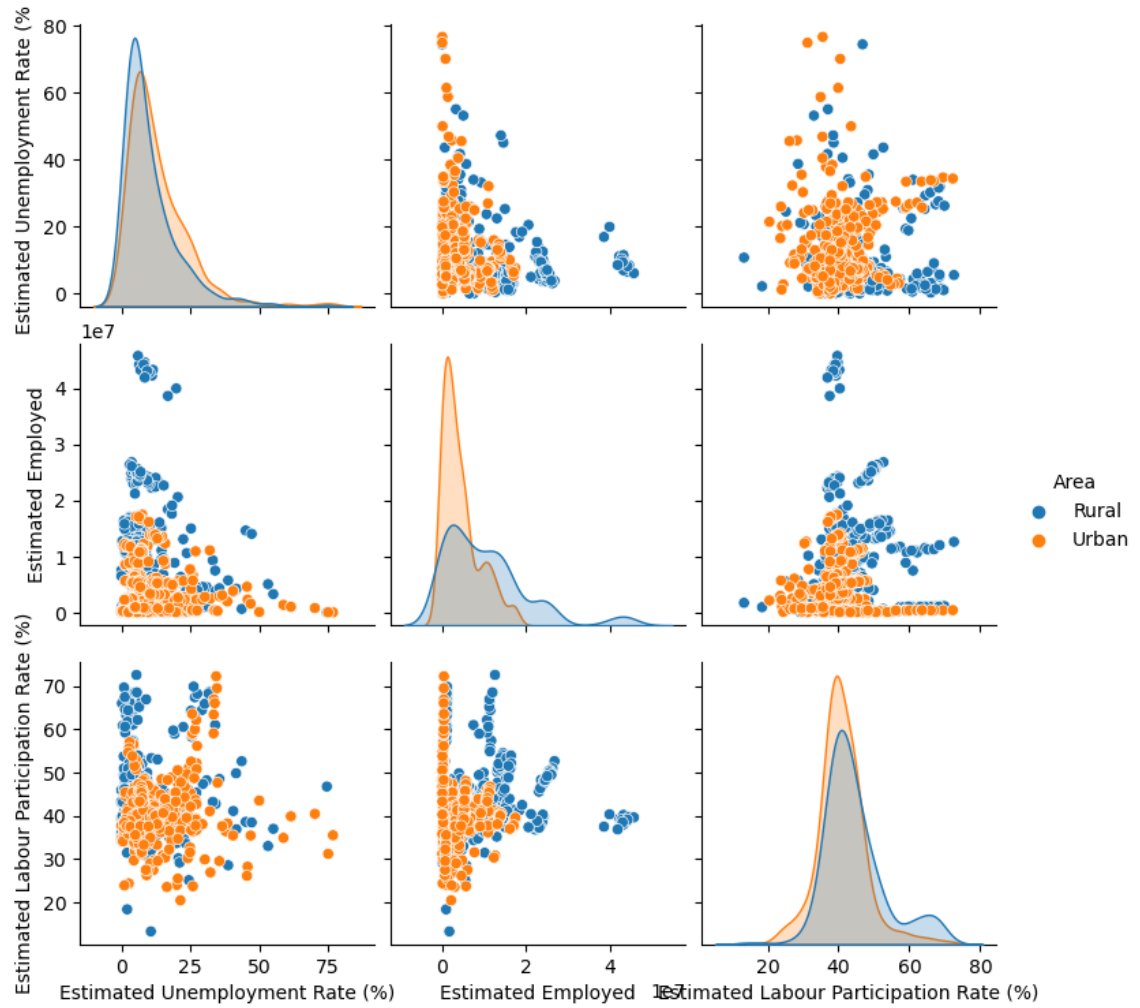 Estimated Unemployment Rate (%
80
60
40
20
0
1e7
Estimated Employed
4
3
2
1
0
Estimated Labour Participation Rate (%)
70
60
50
40
30
20
0 25 50 75
Estimated Unemployment Rate (%)
0 2 4
1e7
Estimated Employed
20 40 60 80
Estimated Labour Participation Rate (%)
Area
Rural
Urban